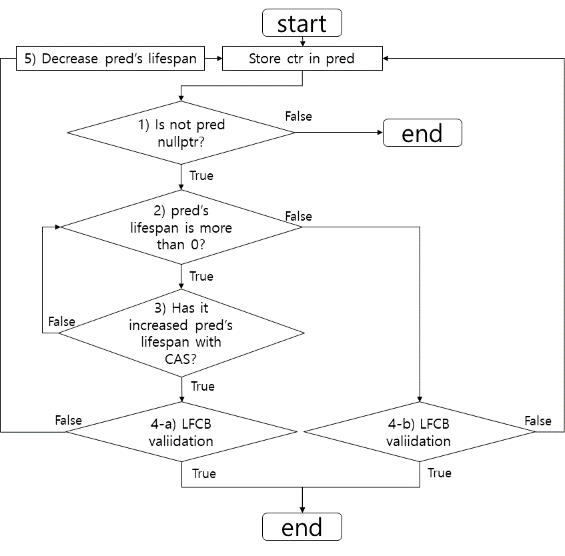 start
5) Decrease pred's lifespan
Store ctr in pred
1) Is not pred
nullptr?
False
end
True
2) pred's
lifespan is more
than 0?
False
True
3) Has it
increased pred's
lifespan with
CAS?
False
True
4-a) LFCB
valiidation
False
4-b) LFCB
valiidation
False
True
True
end